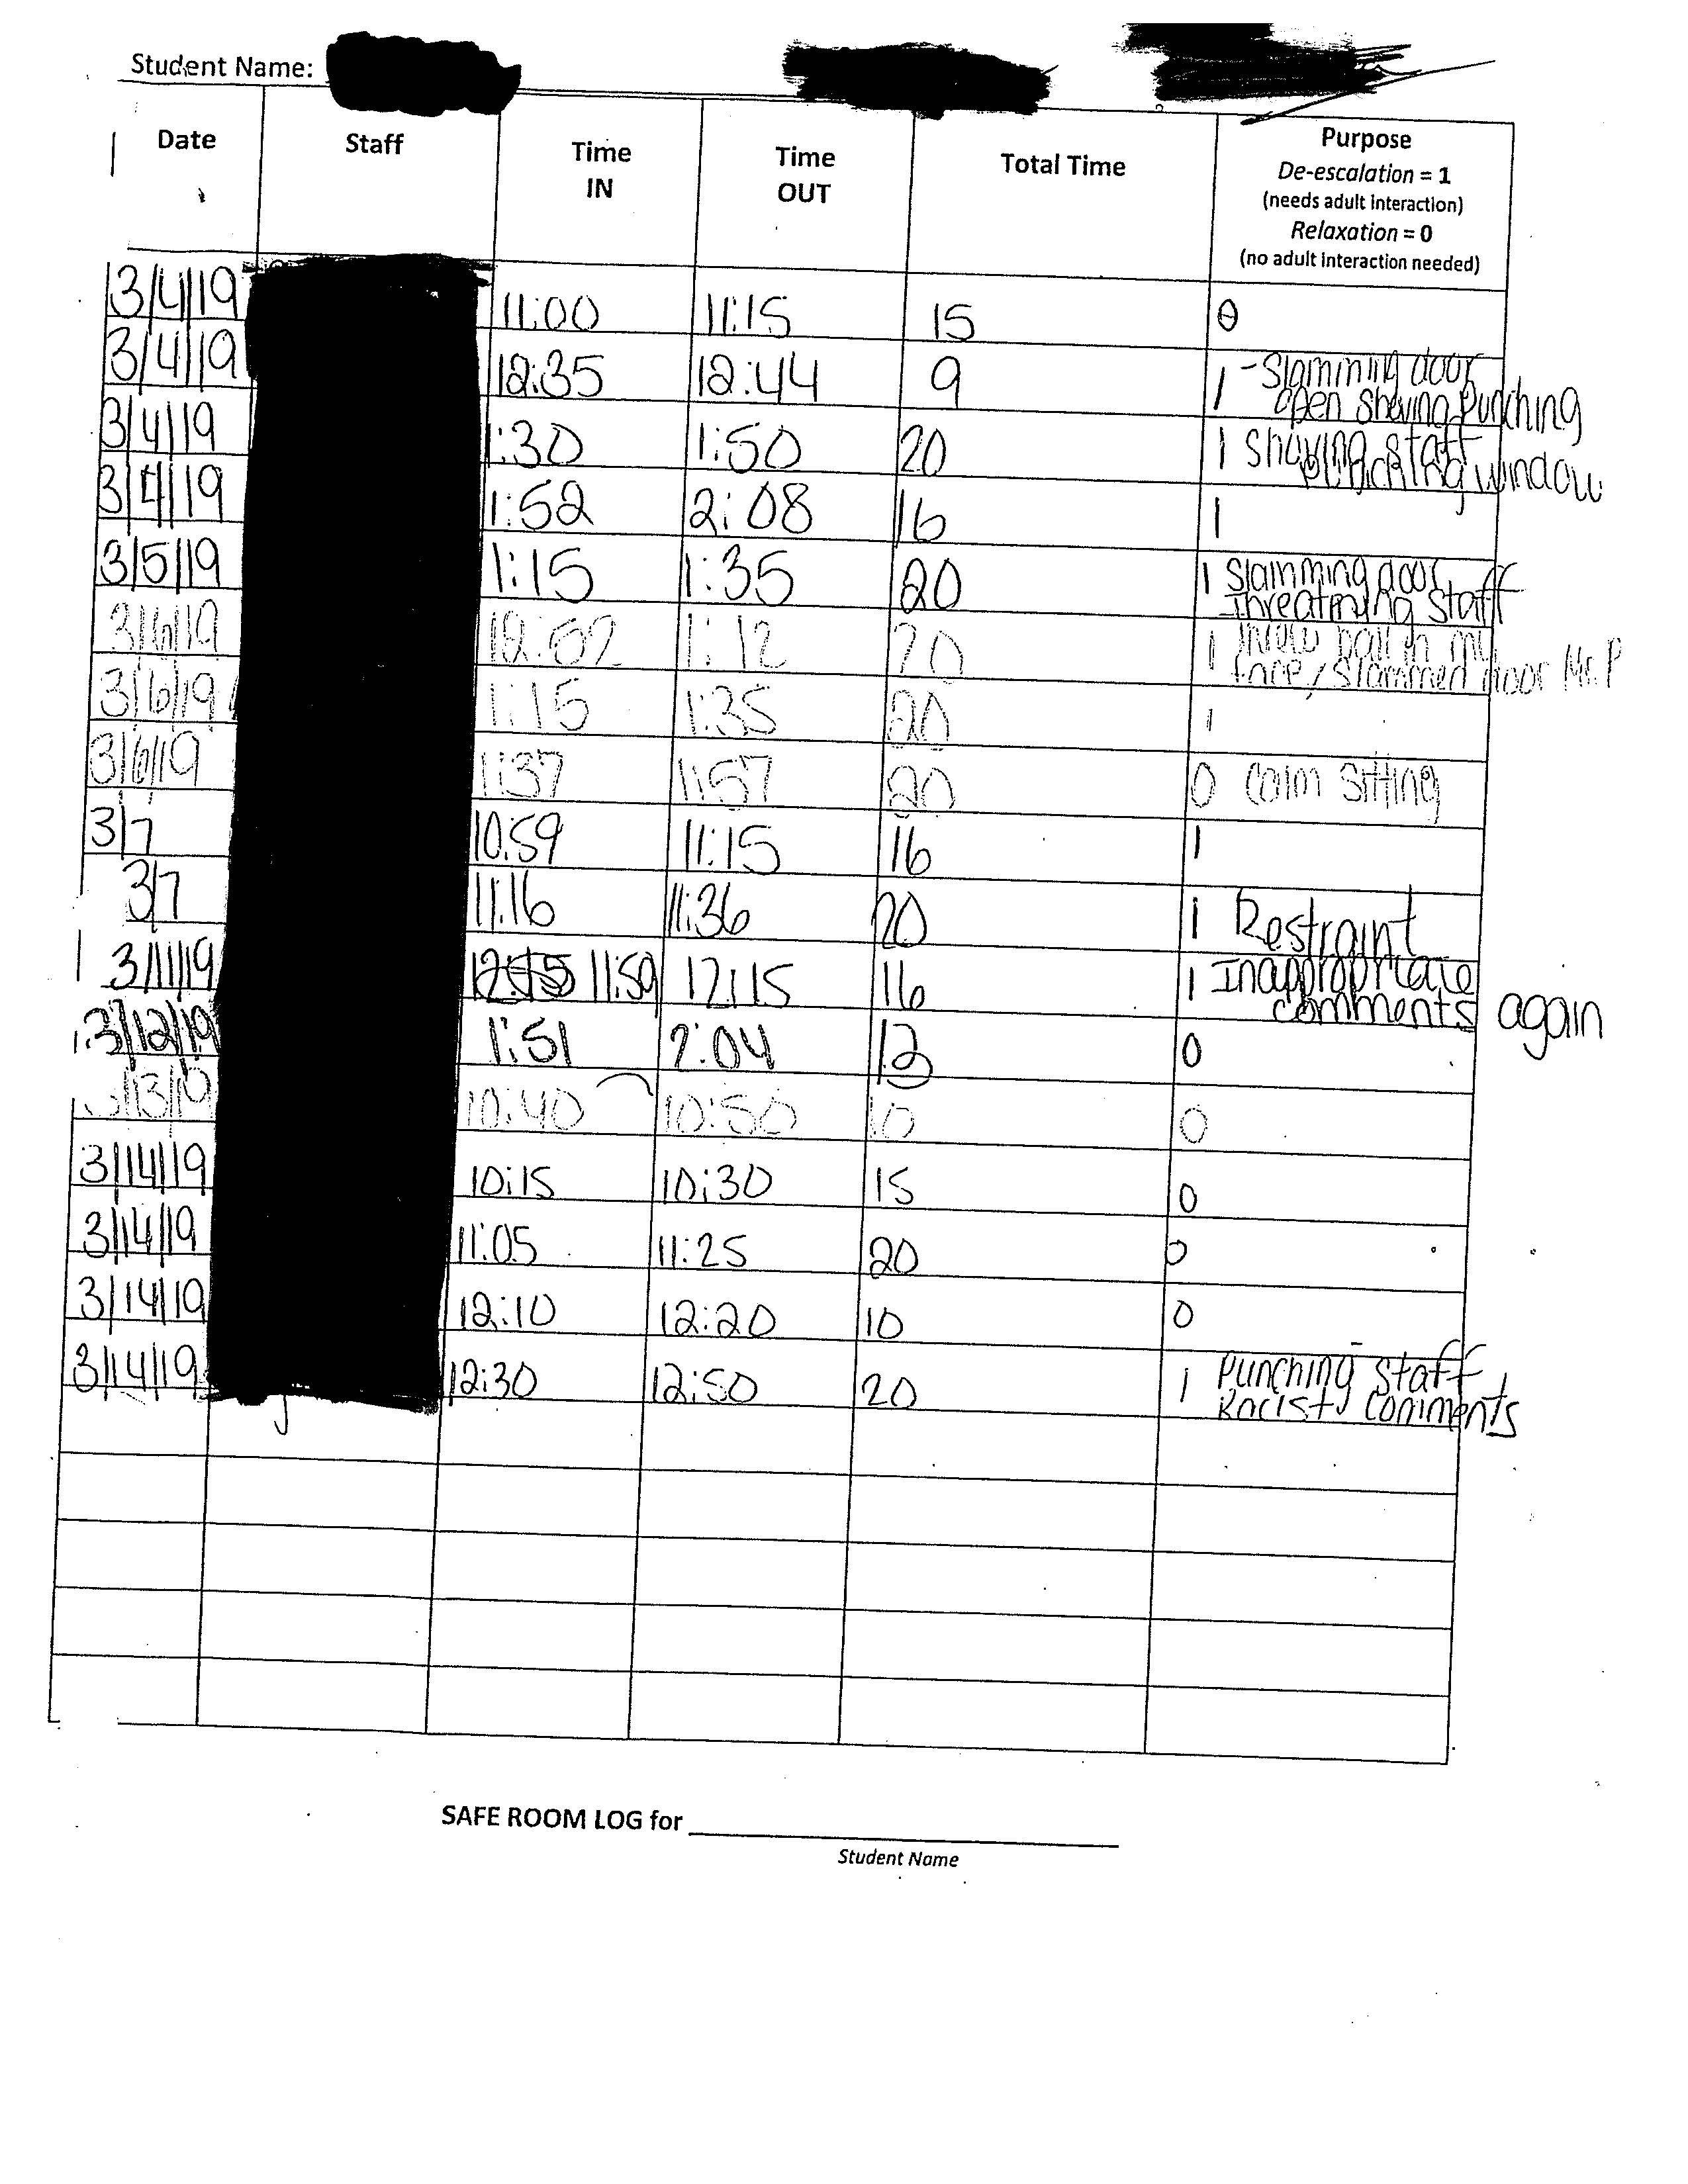 Student Name:
Date Staff Time IN Time OUT Total Time Purpose
De-escalation = 1
(needs adult interaction)
Relaxation = 0
(no adult interaction needed)
3/4/19 11:00 11:15 15 0
3/4/19 12:35 12:44 9 1 - Slamming door
open shoving punching
3/4/19 1:30 1:50 20 1 shoving staff
window
3/4/19 1:52 2:08 16 1
3/5/19 1:15 1:35 20 1 Slamming door
threatning staff
3/6/19 12:52 1:12 20 1 threw ball in my
face/slammed door Mr. P
3/6/19 1:15 1:35 20 1
3/6/19 1:37 1:57 20 0 calm sitting
3/7 10:59 11:15 16 1
3/7 11:16 11:36 20 1 Restraint
3/11/19 11:59 12:15 16 1 Inappropriate
comments again
3/12/19 1:51 2:04 13 0
3/13/19 10:40 10:50 10 0
3/14/19 10:15 10:30 15 0
3/14/19 11:05 11:25 20 0
3/14/19 12:10 12:20 10 0
3/14/19 12:30 12:50 20 1 Punching staff
Racist comments
SAFE ROOM LOG for
Student Name